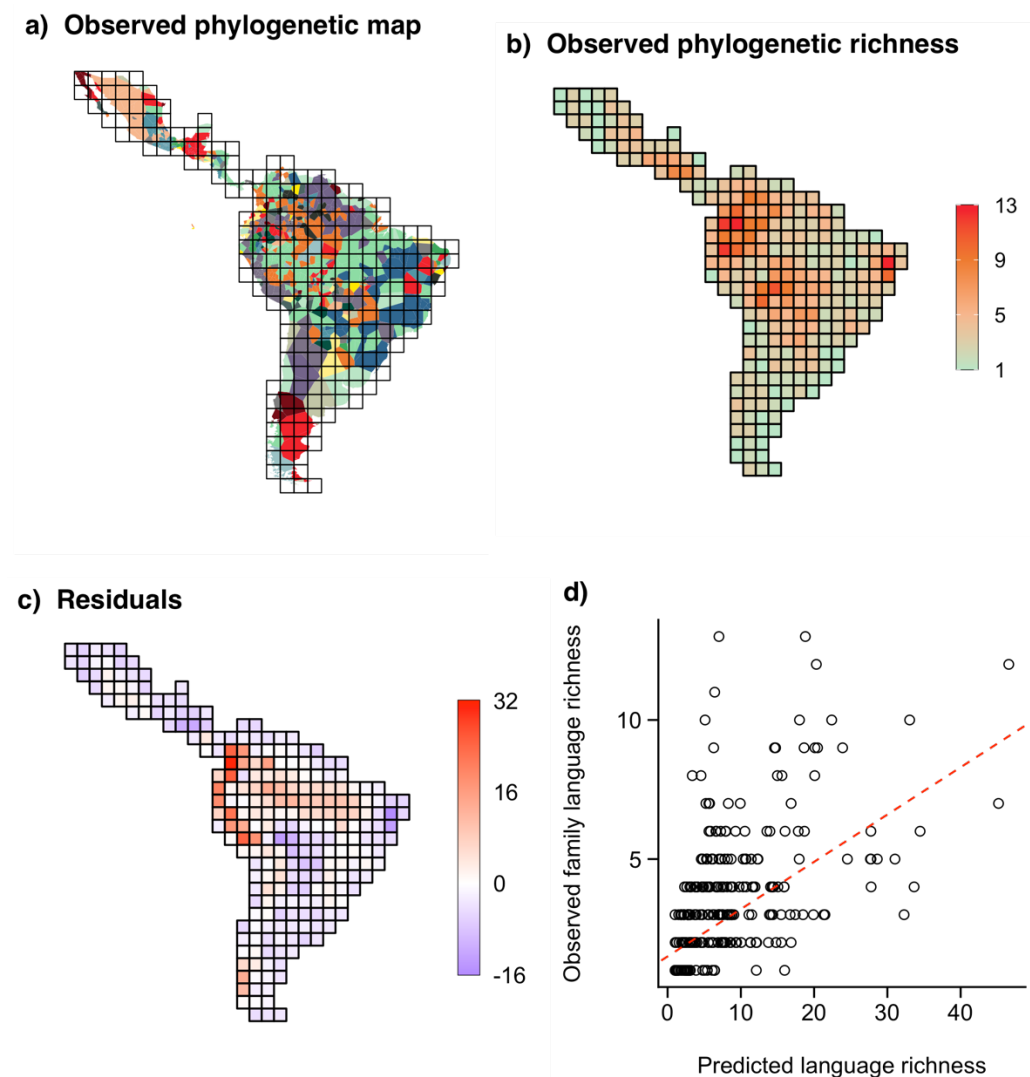 a) Observed phylogenetic map
b) Observed phylogenetic richness
13
9
5
1
c) Residuals
32
16
0
-16
d)
Observed family language richness
10
5
0 10 20 30 40
Predicted language richness